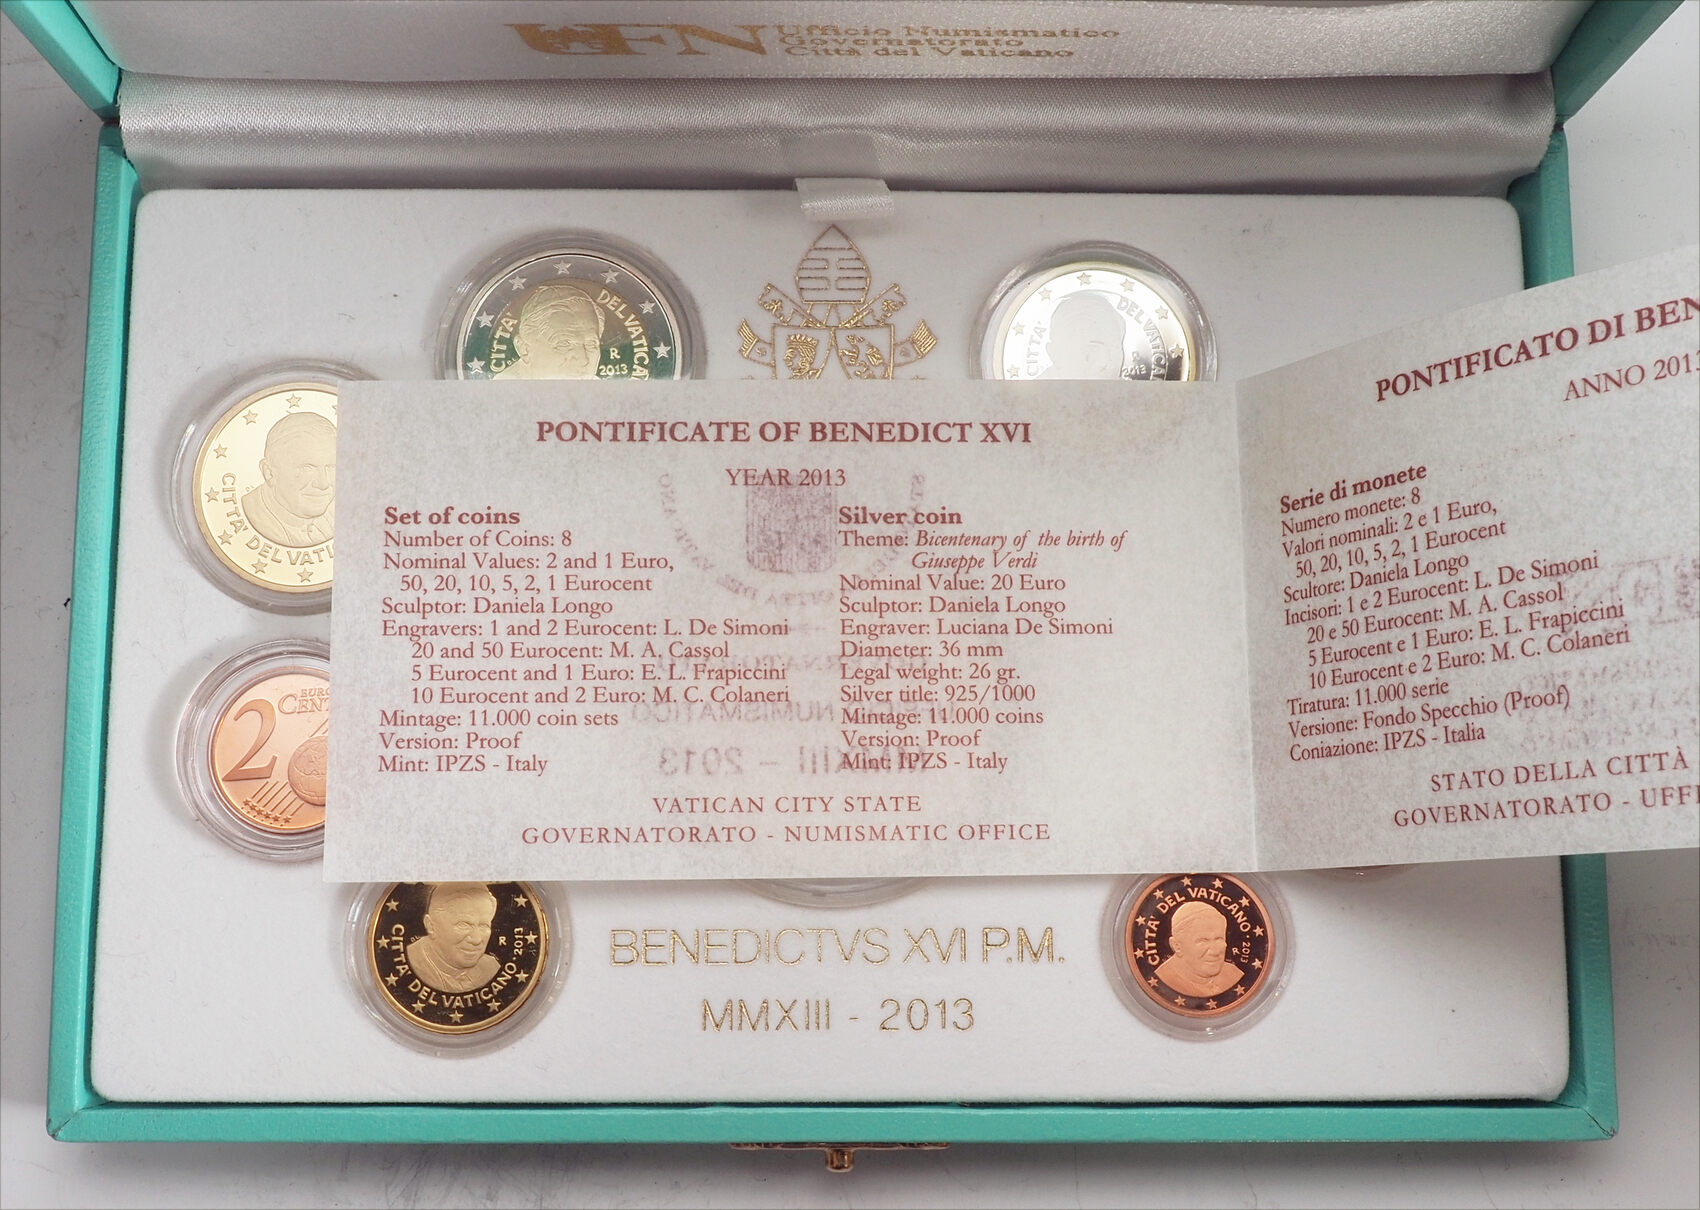 UFN
Ufficio Numismatico
Governatorato
Città del Vaticano
CITTA' DEL VATICA
R
2013
CITTA' DEL VATICA
R
2013
CITTA' DEL VATI
2
EURO
CENT
PONTIFICATE OF BENEDICT XVI
YEAR 2013
Set of coins
Number of Coins: 8
Nominal Values: 2 and 1 Euro,
50, 20, 10, 5, 2, 1 Eurocent
Sculptor: Daniela Longo
Engravers: 1 and 2 Eurocent: L. De Simoni
20 and 50 Eurocent: M. A. Cassol
5 Eurocent and 1 Euro: E. L. Frapiccini
10 Eurocent and 2 Euro: M. C. Colaneri
Mintage: 11.000 coin sets
Version: Proof
Mint: IPZS - Italy
Silver coin
Theme: Bicentenary of the birth of
Giuseppe Verdi
Nominal Value: 20 Euro
Sculptor: Daniela Longo
Engraver: Luciana De Simoni
Diameter: 36 mm
Legal weight: 26 gr.
Silver title: 925/1000
Mintage: 11.000 coins
Version: Proof
Mint: IPZS - Italy
VATICAN CITY STATE
GOVERNATORATO - NUMISMATIC OFFICE
PONTIFICATO DI BEN
ANNO 2013
Serie di monete
Numero monete: 8
Valori nominali: 2 e 1 Euro,
50, 20, 10, 5, 2, 1 Eurocent
Scultore: Daniela Longo
Incisori: 1 e 2 Eurocent: L. De Simoni
20 e 50 Eurocent: M. A. Cassol
5 Eurocent e 1 Euro: E. L. Frapiccini
10 Eurocent e 2 Euro: M. C. Colaneri
Tiratura: 11.000 serie
Versione: Fondo Specchio (Proof)
Coniazione: IPZS - Italia
STATO DELLA CITTÀ
GOVERNATORATO - UFFI
CITTA' DEL VATICANO · 2013
R
BENEDICTVS XVI P.M.
MMXIII - 2013
CITTA' DEL VATICANO
R
2013